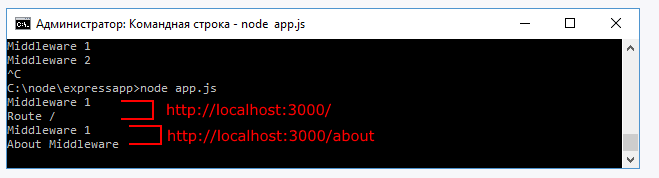 Администратор: Командная строка - node app.js
Middleware 1
Middleware 2
^C
C:\node\expressapp>node app.js
Middleware 1
Route /
http://localhost:3000/
Middleware 1
About Middleware
http://localhost:3000/about